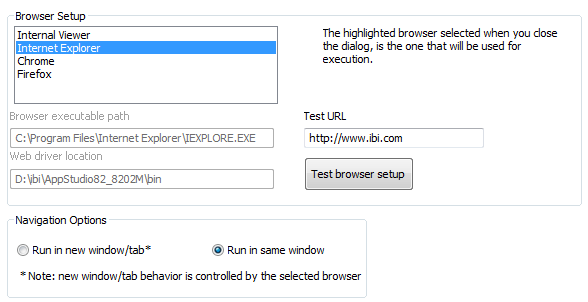 Browser Setup
Internal Viewer
Internet Explorer
Chrome
Firefox
The highlighted browser selected when you close
the dialog, is the one that will be used for
execution.
Browser executable path
C:\Program Files\Internet Explorer\IEXPLORE.EXE
Test URL
http://www.ibi.com
Web driver location
D:\ibi\AppStudio82_8202M\bin
Test browser setup
Navigation Options
Run in new window/tab*
Run in same window
* Note: new window/tab behavior is controlled by the selected browser